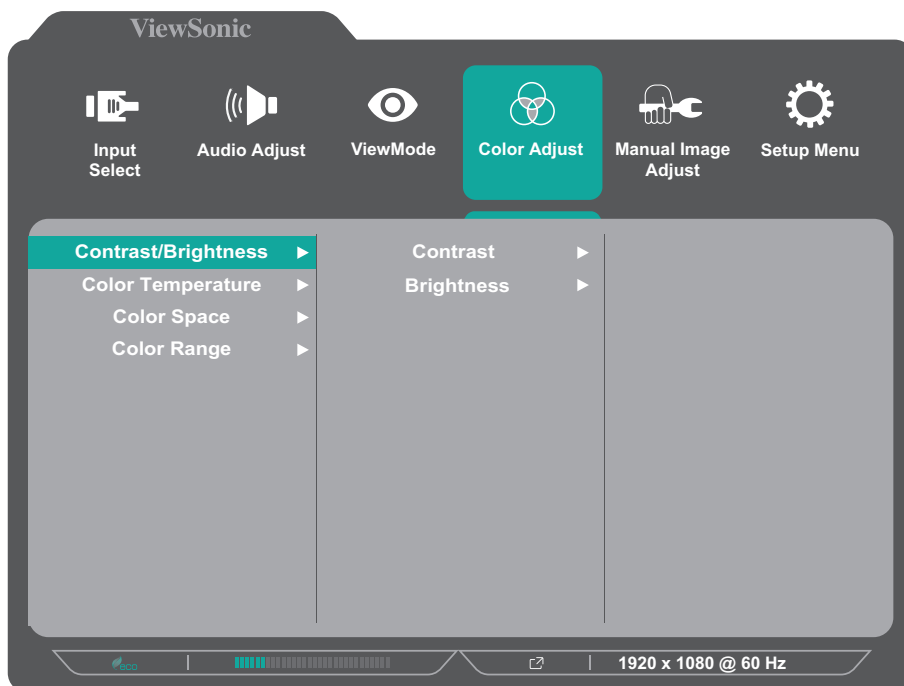 ViewSonic
Input
Select
Audio Adjust
ViewMode
Color Adjust
Manual Image
Adjust
Setup Menu
Contrast/Brightness
Color Temperature
Color Space
Color Range
Contrast
Brightness
eco
1920 x 1080 @ 60 Hz